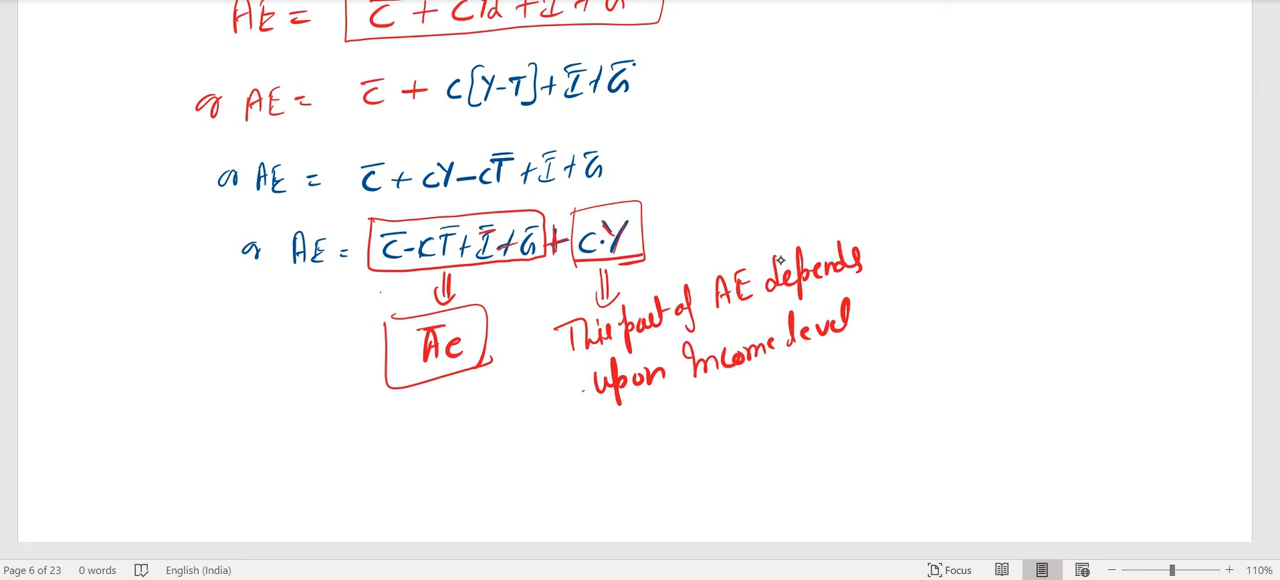 AE = C̅ + CYd + I̅ + G̅
or AE = C̅ + C[Y-T] + I̅ + G̅
or AE = C̅ + CY - CT̅ + I̅ + G̅
or AE = C̅ - CT̅ + I̅ + G̅ + C.Y
A̅e
This part of AE depends
upon Income level
Page 6 of 23 0 words English (India) Focus 110%